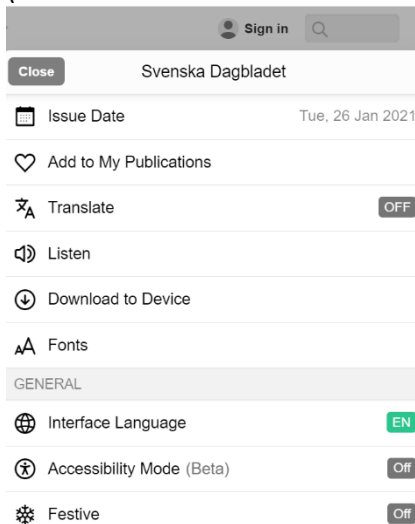 Sign in
Close Svenska Dagbladet
Issue Date Tue, 26 Jan 2021
Add to My Publications
Translate OFF
Listen
Download to Device
Fonts
GENERAL
Interface Language EN
Accessibility Mode (Beta) Off
Festive Off